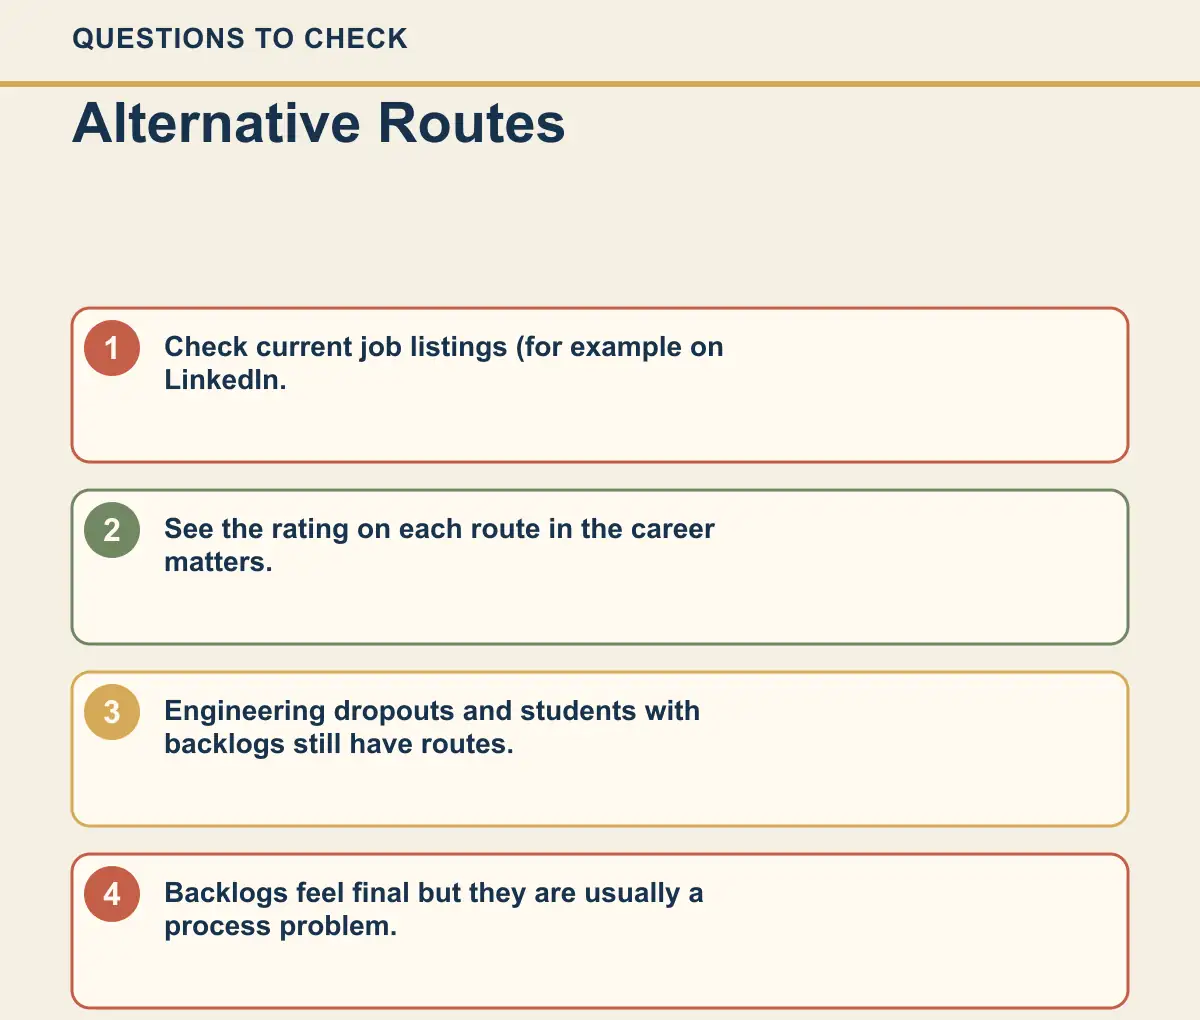 QUESTIONS TO CHECK
Alternative Routes
1
Check current job listings (for example on
LinkedIn.
2
See the rating on each route in the career
matters.
3
Engineering dropouts and students with
backlogs still have routes.
4
Backlogs feel final but they are usually a
process problem.